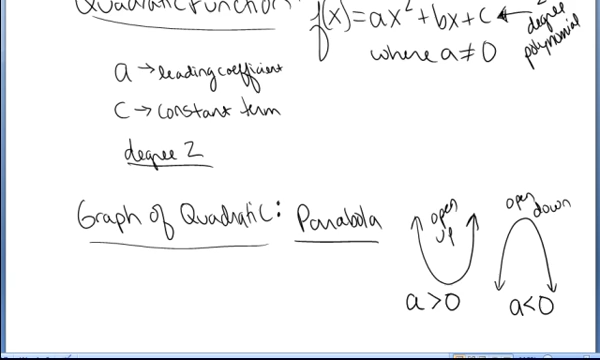 Quadratic Function:
f(x) = ax² + bx + c ← degree polynomial
where a ≠ 0
a → leading coefficient
c → constant term
degree 2
Graph of Quadratic: Parabola
open up
open down
a > 0
a < 0